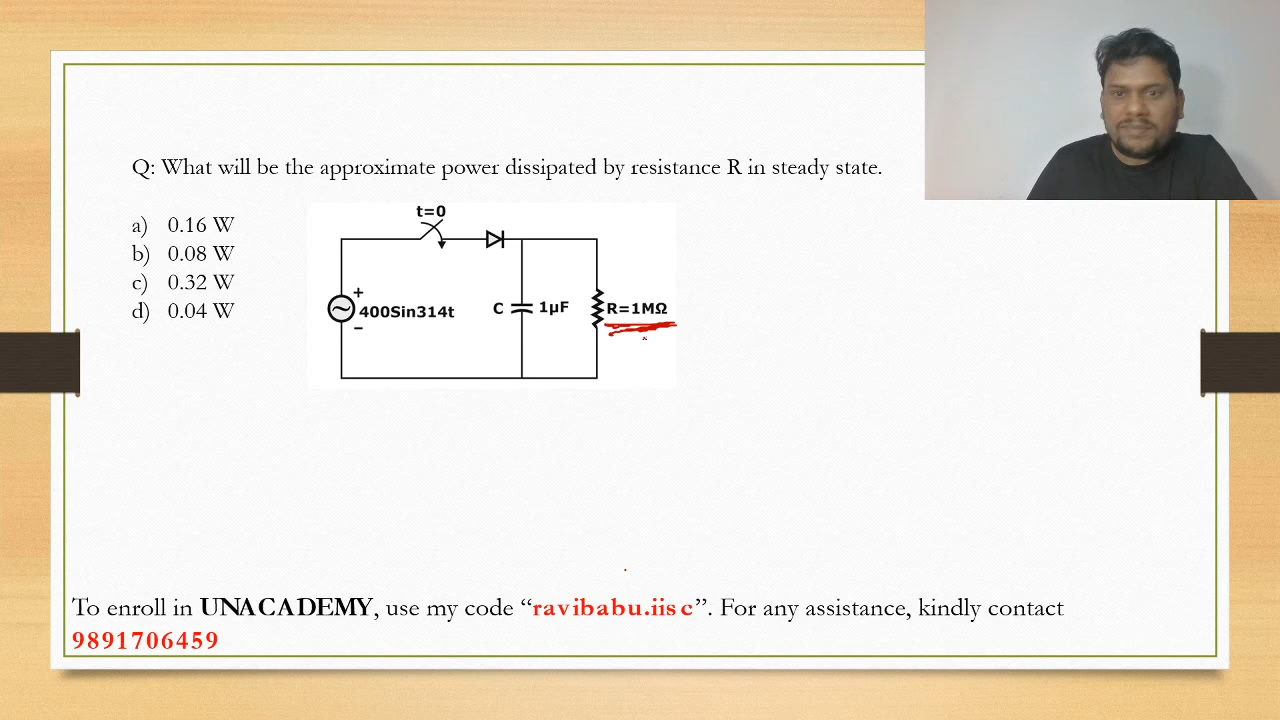 Q: What will be the approximate power dissipated by resistance R in steady state.
a) 0.16 W
b) 0.08 W
c) 0.32 W
d) 0.04 W
t=0
+
400Sin314t
−
C
1µF
R=1MΩ
To enroll in UNACADEMY, use my code “ravibabu.iisc”. For any assistance, kindly contact
9891706459